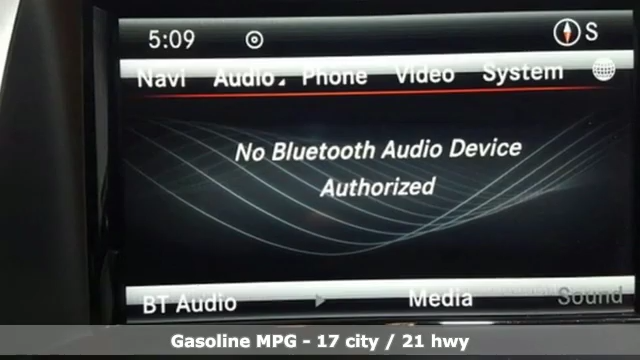 5:09 S
Navi Audio Phone Video System
No Bluetooth Audio Device
Authorized
BT Audio Media Sound
Gasoline MPG - 17 city / 21 hwy